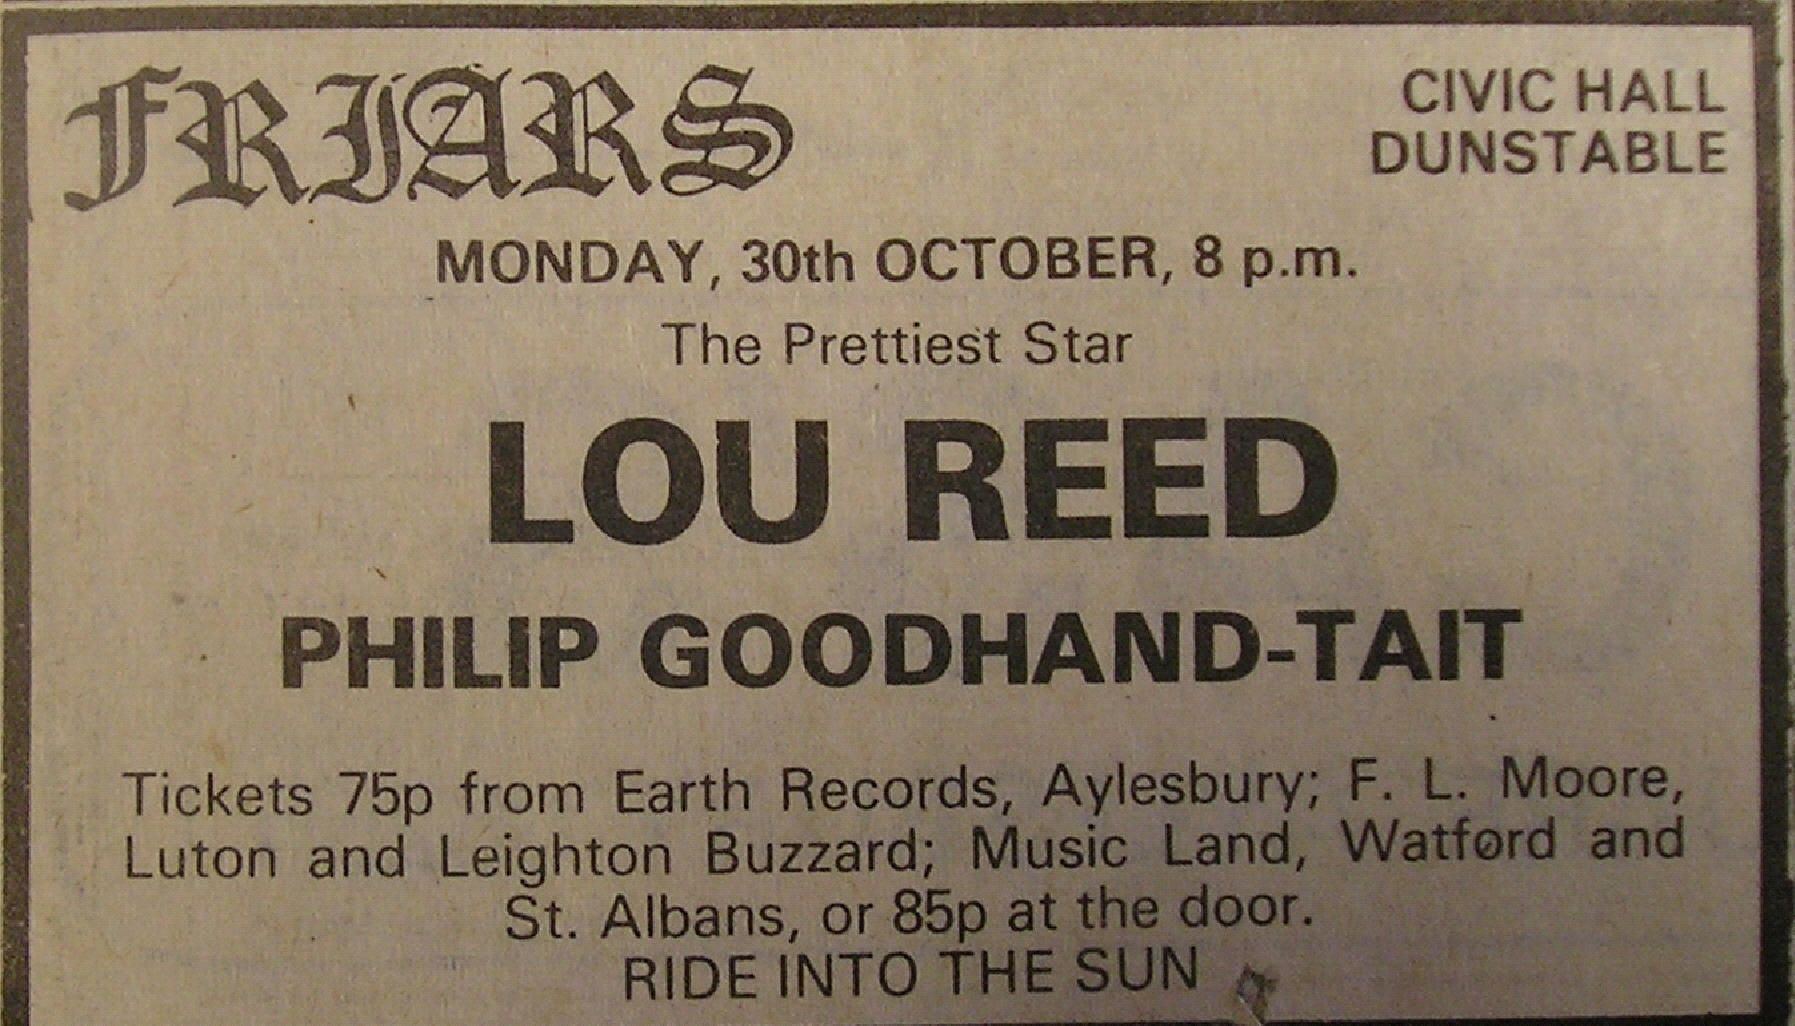 FRIARS
CIVIC HALL
DUNSTABLE
MONDAY, 30th OCTOBER, 8 p.m.
The Prettiest Star
LOU REED
PHILIP GOODHAND-TAIT
Tickets 75p from Earth Records, Aylesbury; F. L. Moore,
Luton and Leighton Buzzard; Music Land, Watford and
St. Albans, or 85p at the door.
RIDE INTO THE SUN